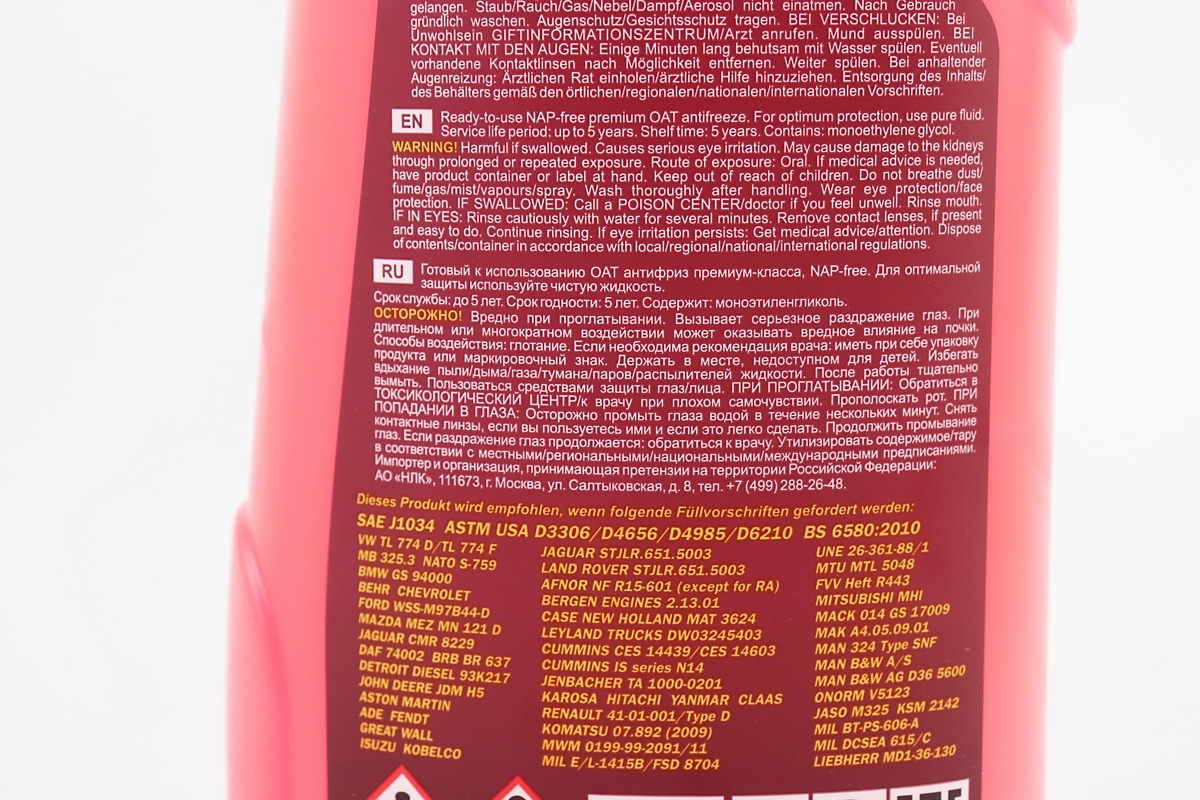 gelangen. Staub/Rauch/Gas/Nebel/Dampf/Aerosol nicht einatmen. Nach Gebrauch
gründlich waschen. Augenschutz/Gesichtsschutz tragen. BEI VERSCHLUCKEN: Bei
Unwohlsein GIFTINFORMATIONSZENTRUM/Arzt anrufen. Mund ausspülen. BEI
KONTAKT MIT DEN AUGEN: Einige Minuten lang behutsam mit Wasser spülen. Eventuell
vorhandene Kontaktlinsen nach Möglichkeit entfernen. Weiter spülen. Bei anhaltender
Augenreizung: Ärztlichen Rat einholen/ärztliche Hilfe hinzuziehen. Entsorgung des Inhalts/
des Behälters gemäß den örtlichen/regionalen/nationalen/internationalen Vorschriften.
EN Ready-to-use NAP-free premium OAT antifreeze. For optimum protection, use pure fluid.
Service life period: up to 5 years. Shelf time: 5 years. Contains: monoethylene glycol.
WARNING! Harmful if swallowed. Causes serious eye irritation. May cause damage to the kidneys
through prolonged or repeated exposure. Route of exposure: Oral. If medical advice is needed,
have product container or label at hand. Keep out of reach of children. Do not breathe dust/
fume/gas/mist/vapours/spray. Wash thoroughly after handling. Wear eye protection/face
protection. IF SWALLOWED: Call a POISON CENTER/doctor if you feel unwell. Rinse mouth.
IF IN EYES: Rinse cautiously with water for several minutes. Remove contact lenses, if present
and easy to do. Continue rinsing. If eye irritation persists: Get medical advice/attention. Dispose
of contents/container in accordance with local/regional/national/international regulations.
RU Готовый к использованию OAT антифриз премиум-класса, NAP-free. Для оптимальной
защиты используйте чистую жидкость.
Срок службы: до 5 лет. Срок годности: 5 лет. Содержит: моноэтиленгликоль.
ОСТОРОЖНО! Вредно при проглатывании. Вызывает серьезное раздражение глаз. При
длительном или многократном воздействии может оказывать вредное влияние на почки.
Способы воздействия: глотание. Если необходима рекомендация врача: иметь при себе упаковку
продукта или маркировочный знак. Держать в месте, недоступном для детей. Избегать
вдыхание пыли/дыма/газа/тумана/паров/распылителей жидкости. После работы тщательно
вымыть. Пользоваться средствами защиты глаз/лица. ПРИ ПРОГЛАТЫВАНИИ: Обратиться в
ТОКСИКОЛОГИЧЕСКИЙ ЦЕНТР/к врачу при плохом самочувствии. Прополоскать рот. ПРИ
ПОПАДАНИИ В ГЛАЗА: Осторожно промыть глаза водой в течение нескольких минут. Снять
контактные линзы, если вы пользуетесь ими и если это легко сделать. Продолжить промывание
глаз. Если раздражение глаз продолжается: обратиться к врачу. Утилизировать содержимое/тару
в соответствии с местными/региональными/национальными/международными предписаниями.
Импортер и организация, принимающая претензии на территории Российской Федерации:
АО «НЛК», 111673, г. Москва, ул. Салтыковская, д. 8, тел. +7 (499) 288-26-48.
Dieses Produkt wird empfohlen, wenn folgende Füllvorschriften gefordert werden:
SAE J1034 ASTM USA D3306/D4656/D4985/D6210 BS 6580:2010
VW TL 774 D/TL 774 F
MB 325.3 NATO S-759
BMW GS 94000
BEHR CHEVROLET
FORD WSS-M97B44-D
MAZDA MEZ MN 121 D
JAGUAR CMR 8229
DAF 74002 BRB BR 637
DETROIT DIESEL 93K217
JOHN DEERE JDM H5
ASTON MARTIN
ADE FENDT
GREAT WALL
ISUZU KOBELCO
JAGUAR STJLR.651.5003
LAND ROVER STJLR.651.5003
AFNOR NF R15-601 (except for RA)
BERGEN ENGINES 2.13.01
CASE NEW HOLLAND MAT 3624
LEYLAND TRUCKS DW03245403
CUMMINS CES 14439/CES 14603
CUMMINS IS series N14
JENBACHER TA 1000-0201
KAROSA HITACHI YANMAR CLAAS
RENAULT 41-01-001/Type D
KOMATSU 07.892 (2009)
MWM 0199-99-2091/11
MIL E/L-1415B/FSD 8704
UNE 26-361-88/1
MTU MTL 5048
FVV Heft R443
MITSUBISHI MHI
MACK 014 GS 17009
MAK A4.05.09.01
MAN 324 Type SNF
MAN B&W A/S
MAN B&W AG D36 5600
ONORM V5123
JASO M325 KSM 2142
MIL BT-PS-606-A
MIL DCSEA 615/C
LIEBHERR MD1-36-130